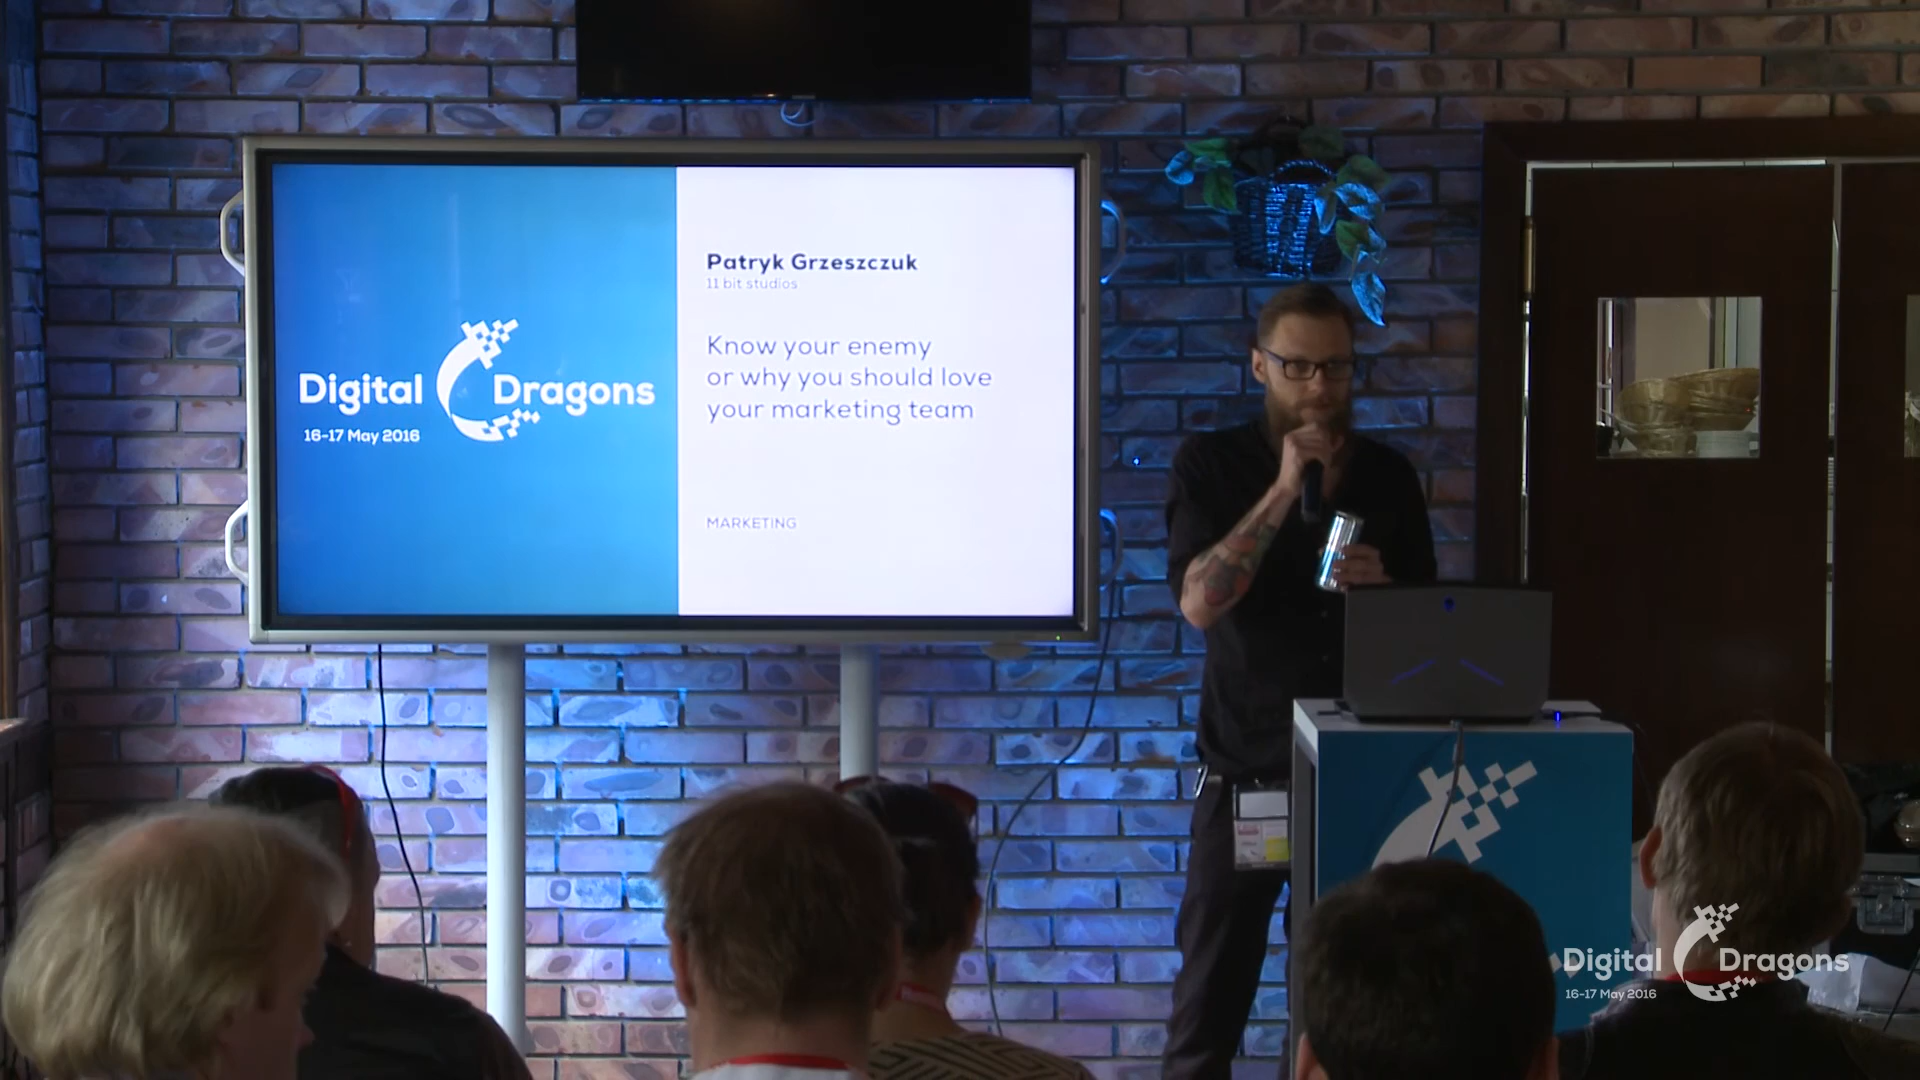 Digital Dragons
16-17 May 2016
Patryk Grzeszczuk
11 bit studios
Know your enemy
or why you should love
your marketing team
MARKETING
Digital Dragons
16-17 May 2016